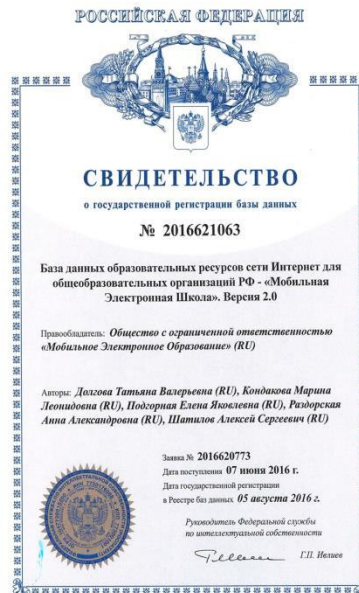 РОССИЙСКАЯ ФЕДЕРАЦИЯ
СВИДЕТЕЛЬСТВО
о государственной регистрации базы данных
№ 2016621063
База данных образовательных ресурсов сети Интернет для
общеобразовательных организаций РФ - «Мобильная
Электронная Школа». Версия 2.0
Правообладатель: Общество с ограниченной ответственностью
«Мобильное Электронное Образование» (RU)
Авторы: Долгова Татьяна Валерьевна (RU), Кондакова Марина
Леонидовна (RU), Подгорная Елена Яковлевна (RU), Раздорская
Анна Александровна (RU), Шатилов Алексей Сергеевич (RU)
Заявка № 2016620773
Дата поступления 07 июня 2016 г.
Дата государственной регистрации
в Реестре баз данных 05 августа 2016 г.
Руководитель Федеральной службы
по интеллектуальной собственности
Г.П. Ивлиев